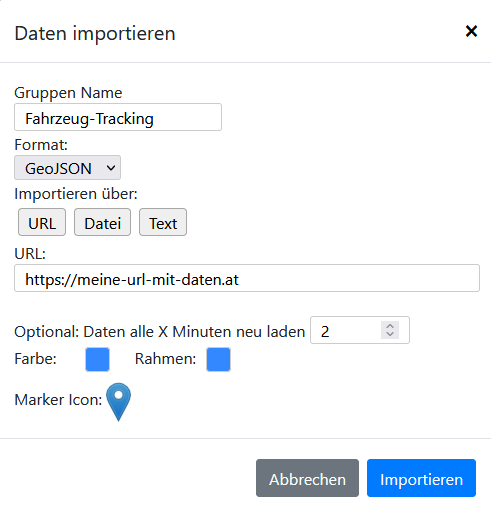 Daten importieren ×
Gruppen Name
Fahrzeug-Tracking
Format:
GeoJSON
Importieren über:
URL Datei Text
URL:
https://meine-url-mit-daten.at
Optional: Daten alle X Minuten neu laden 2
Farbe: Rahmen:
Marker Icon:
Abbrechen Importieren